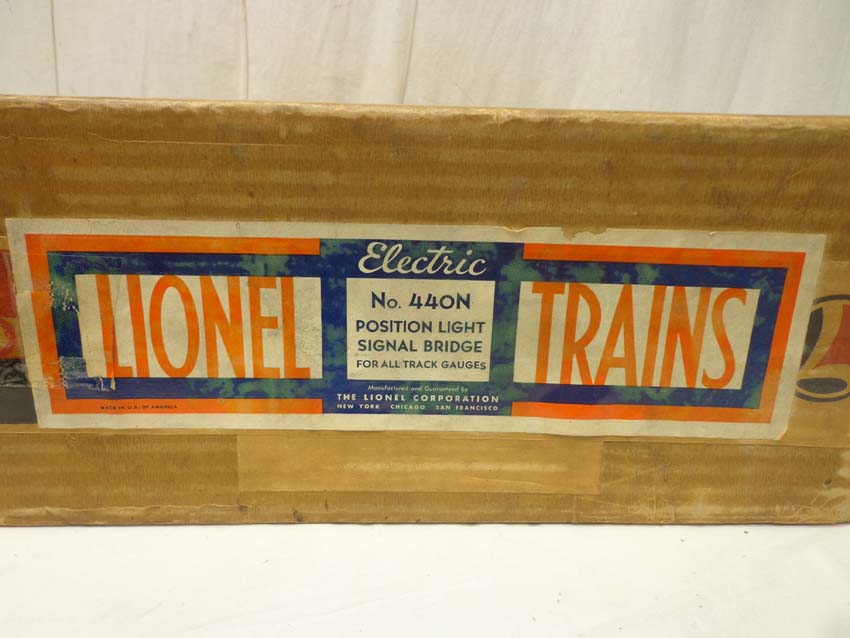 Electric
LIONEL TRAINS
No. 440N
POSITION LIGHT
SIGNAL BRIDGE
FOR ALL TRACK GAUGES
Manufactured and Guaranteed by
THE LIONEL CORPORATION
NEW YORK CHICAGO SAN FRANCISCO
MADE IN U.S. OF AMERICA
L